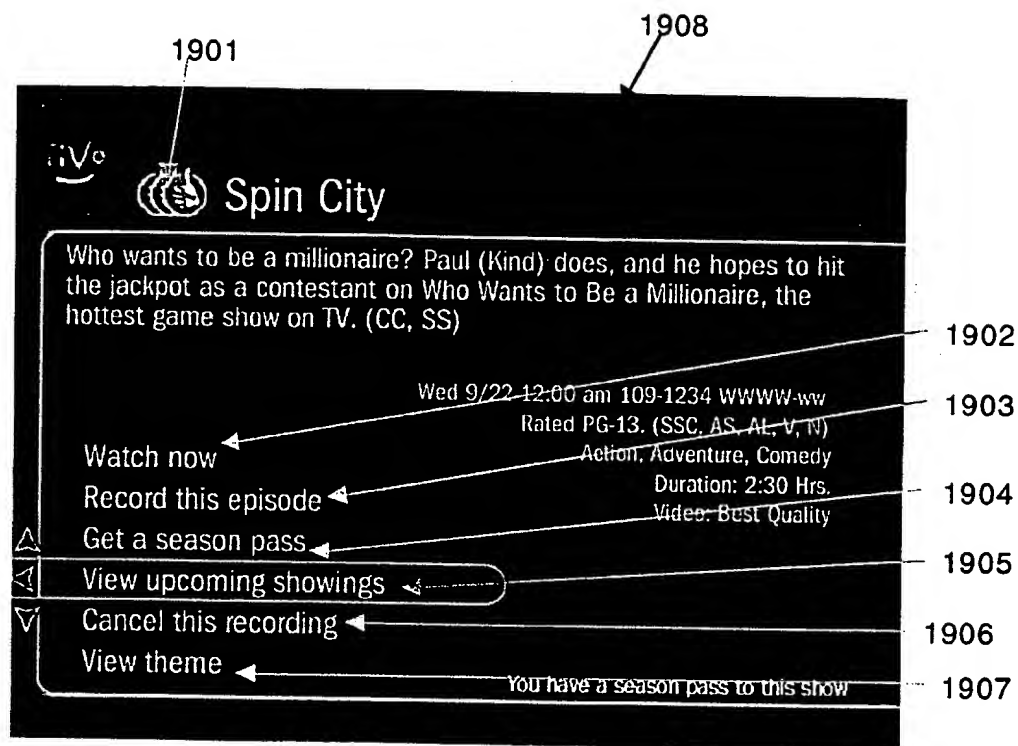 1901
1908
TiVo
Spin City
Who wants to be a millionaire? Paul (Kind) does, and he hopes to hit
the jackpot as a contestant on Who Wants to Be a Millionaire, the
hottest game show on TV. (CC, SS)
1902
Wed 9/22 12:00 am 109-1234 WWWW-ww
1903
Rated PG-13. (SSC, AS, AL, V, N)
Watch now
Action, Adventure, Comedy
Record this episode
Duration: 2:30 Hrs.
1904
Video: Best Quality
Get a season pass
1905
View upcoming showings
Cancel this recording
1906
View theme
You have a season pass to this show
1907